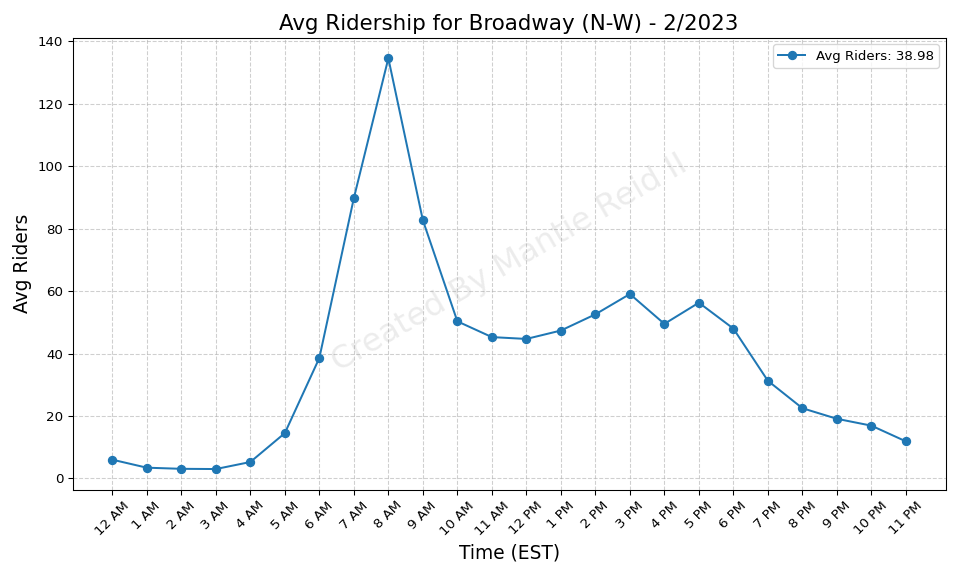 Avg Ridership for Broadway (N-W) - 2/2023
Avg Riders: 38.98
140
120
100
80
60
40
20
0
Avg Riders
Created By Mantie Reid II
12 AM
1 AM
2 AM
3 AM
4 AM
5 AM
6 AM
7 AM
8 AM
9 AM
10 AM
11 AM
12 PM
1 PM
2 PM
3 PM
4 PM
5 PM
6 PM
7 PM
8 PM
9 PM
10 PM
11 PM
Time (EST)